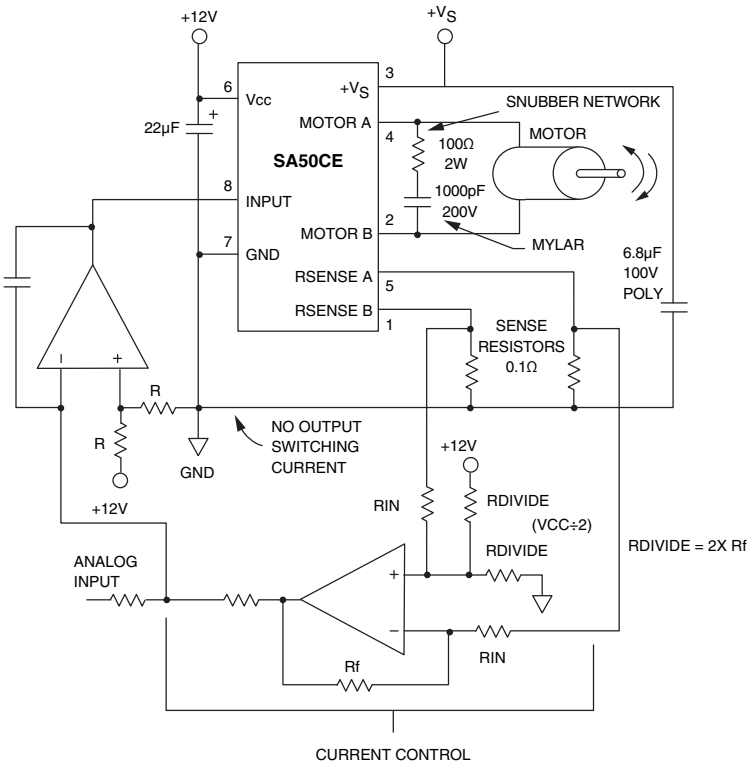 +12V
+VS
6
Vcc
+VS
3
22µF
+
MOTOR A
4
SNUBBER NETWORK
MOTOR
100Ω
2W
SA50CE
8
INPUT
1000pF
200V
MOTOR B
2
MYLAR
7
GND
RSENSE A
5
6.8µF
100V
POLY
RSENSE B
1
SENSE
RESISTORS
0.1Ω
–
+
R
R
+12V
GND
NO OUTPUT
SWITCHING
CURRENT
+12V
RIN
RDIVIDE
(VCC÷2)
RDIVIDE
RDIVIDE = 2X Rf
ANALOG
INPUT
+
–
RIN
Rf
CURRENT CONTROL